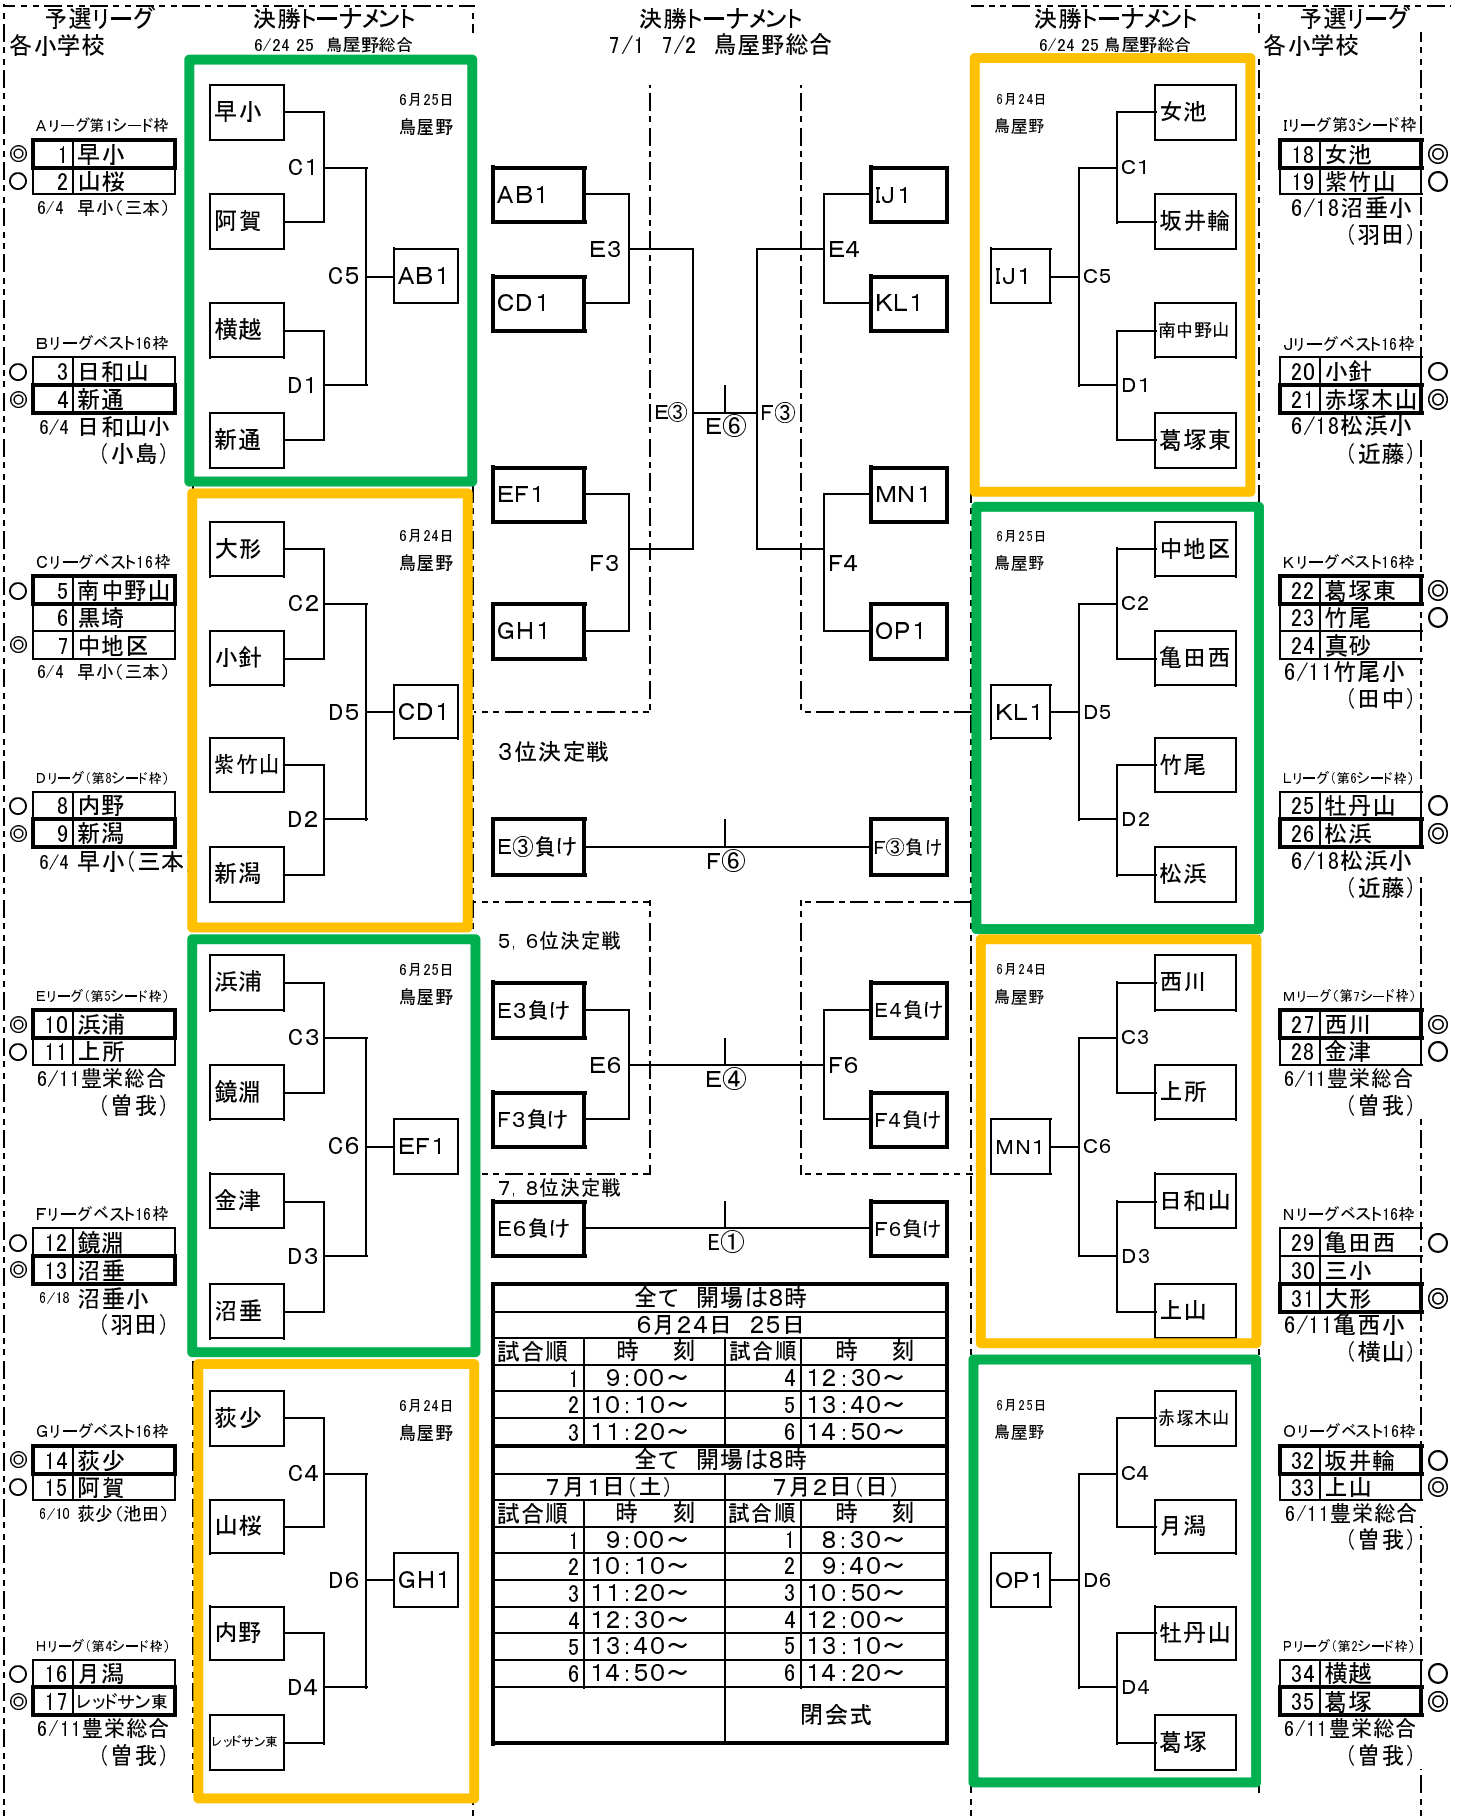 予選リーグ
各小学校
決勝トーナメント
6/24 25 鳥屋野総合
決勝トーナメント
7/1 7/2 鳥屋野総合
決勝トーナメント
6/24 25 鳥屋野総合
予選リーグ
各小学校
Aリーグ第1シード枠
◎ 1 早小
○ 2 山桜
6/4 早小(三本)
Bリーグベスト16枠
○ 3 日和山
◎ 4 新通
6/4 日和山小
(小島)
Cリーグベスト16枠
○ 5 南中野山
6 黒埼
◎ 7 中地区
6/4 早小(三本)
Dリーグ(第8シード枠)
○ 8 内野
◎ 9 新潟
6/4 早小(三本
Eリーグ(第5シード枠)
◎ 10 浜浦
○ 11 上所
6/11豊栄総合
(曽我)
Fリーグベスト16枠
○ 12 鏡淵
◎ 13 沼垂
6/18 沼垂小
(羽田)
Gリーグベスト16枠
◎ 14 荻少
○ 15 阿賀
6/10 荻少(池田)
Hリーグ(第4シード枠)
○ 16 月潟
◎ 17 レッドサン東
6/11豊栄総合
(曽我)
早小
6月25日
鳥屋野
C1
阿賀
C5
AB1
横越
D1
新通
大形
6月24日
鳥屋野
C2
小針
D5
CD1
紫竹山
D2
新潟
浜浦
6月25日
鳥屋野
C3
鏡淵
C6
EF1
金津
D3
沼垂
荻少
6月24日
鳥屋野
C4
山桜
D6
GH1
内野
D4
レッドサン東
AB1
E3
CD1
E③
E⑥
F③
EF1
F3
GH1
IJ1
E4
KL1
MN1
F4
OP1
3位決定戦
E③負け
F⑥
F③負け
5, 6位決定戦
E3負け
E6
F3負け
E④
E4負け
F6
F4負け
7, 8位決定戦
E6負け
E①
F6負け
全て 開場は8時
6月24日 25日
試合順 時 刻 試合順 時 刻
1 9:00~ 4 12:30~
2 10:10~ 5 13:40~
3 11:20~ 6 14:50~
全て 開場は8時
7月1日(土) 7月2日(日)
試合順 時 刻 試合順 時 刻
1 9:00~ 1 8:30~
2 10:10~ 2 9:40~
3 11:20~ 3 10:50~
4 12:30~ 4 12:00~
5 13:40~ 5 13:10~
6 14:50~ 6 14:20~
閉会式
6月24日
鳥屋野
女池
C1
坂井輪
IJ1
C5
南中野山
D1
葛塚東
6月25日
鳥屋野
中地区
C2
亀田西
KL1
D5
竹尾
D2
松浜
6月24日
鳥屋野
西川
C3
上所
MN1
C6
日和山
D3
上山
6月25日
鳥屋野
赤塚木山
C4
月潟
OP1
D6
牡丹山
D4
葛塚
Iリーグ第3シード枠
18 女池 ◎
19 紫竹山 ○
6/18沼垂小
(羽田)
Jリーグベスト16枠
20 小針 ○
21 赤塚木山 ◎
6/18松浜小
(近藤)
Kリーグベスト16枠
22 葛塚東 ◎
23 竹尾 ○
24 真砂
6/11竹尾小
(田中)
Lリーグ(第6シード枠)
25 牡丹山 ○
26 松浜 ◎
6/18松浜小
(近藤)
Mリーグ(第7シード枠)
27 西川 ◎
28 金津 ○
6/11豊栄総合
(曽我)
Nリーグベスト16枠
29 亀田西 ○
30 三小
31 大形 ◎
6/11亀西小
(横山)
Oリーグベスト16枠
32 坂井輪 ○
33 上山 ◎
6/11豊栄総合
(曽我)
Pリーグ(第2シード枠)
34 横越 ○
35 葛塚 ◎
6/11豊栄総合
(曽我)